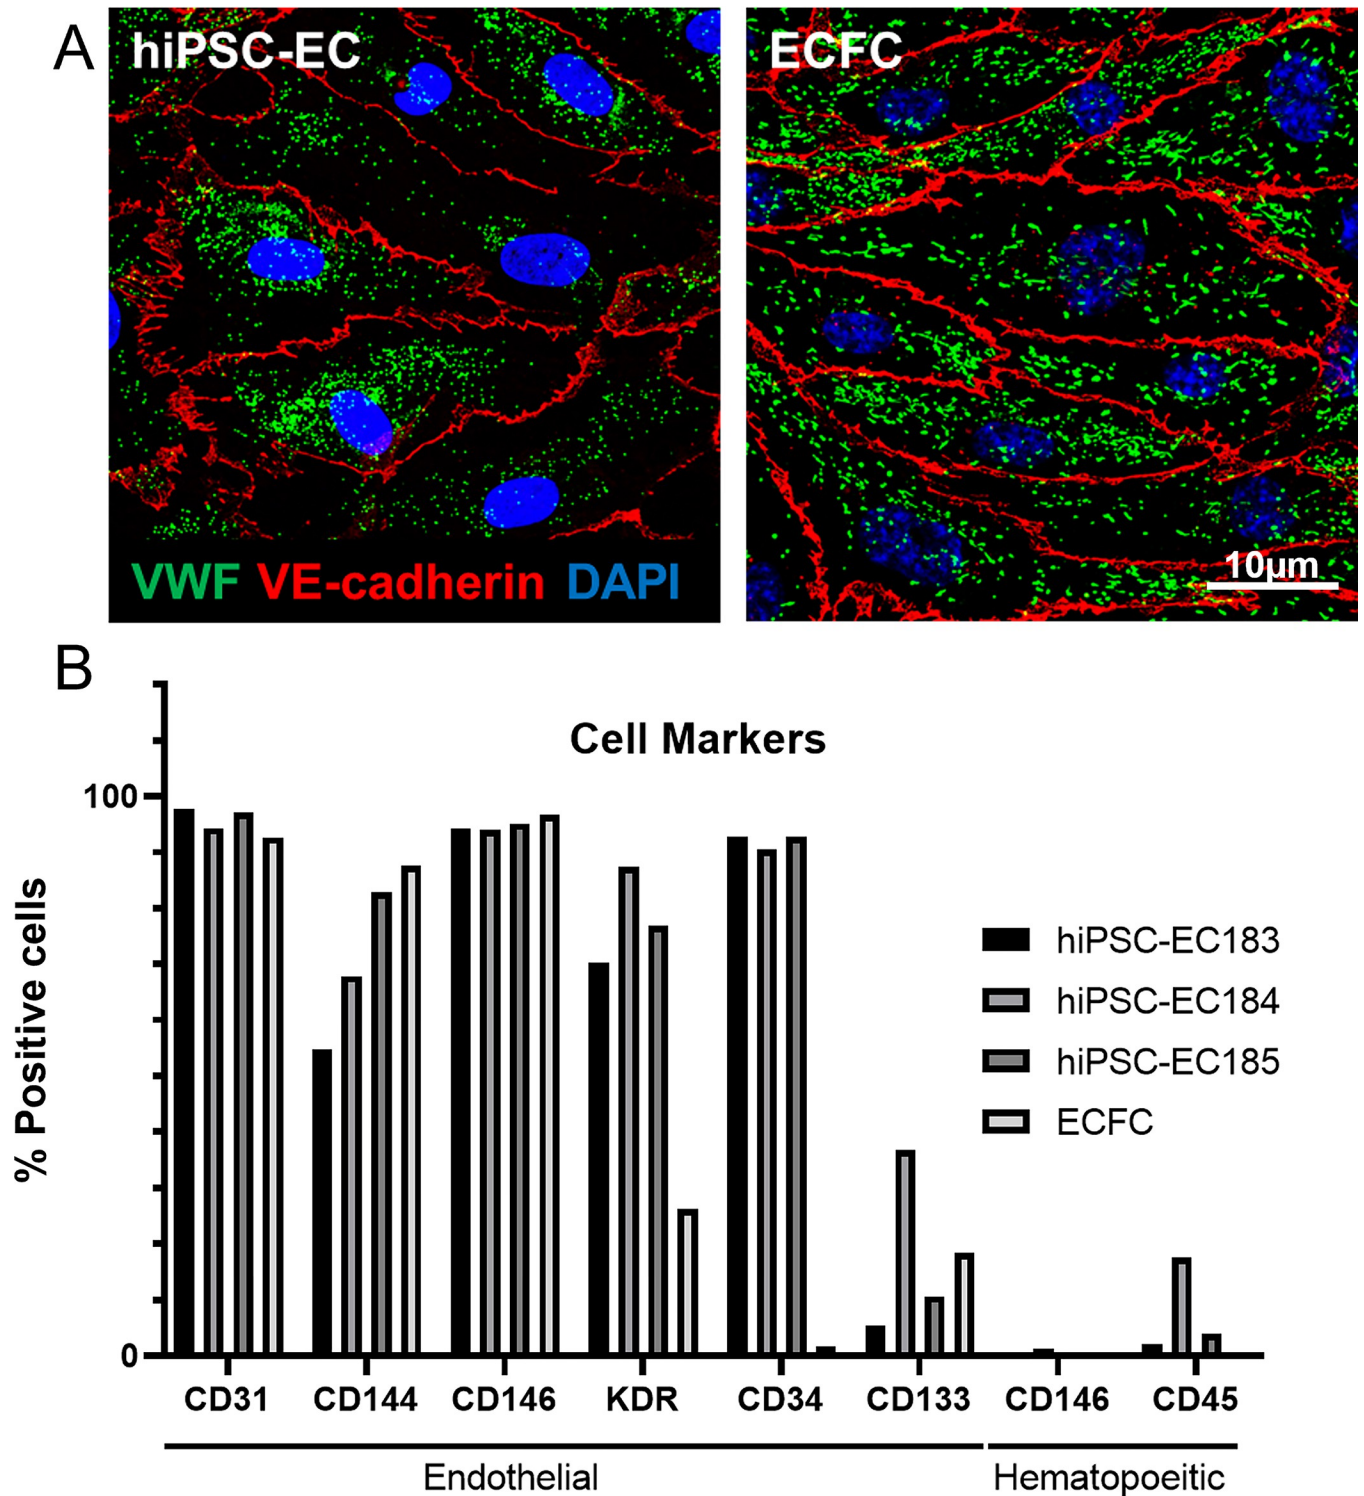 A
hiPSC-EC
ECFC
VWF VE-cadherin DAPI
10µm
B
Cell Markers
% Positive cells
100
0
hiPSC-EC183
hiPSC-EC184
hiPSC-EC185
ECFC
CD31 CD144 CD146 KDR CD34 CD133 CD146 CD45
Endothelial Hematopoeitic